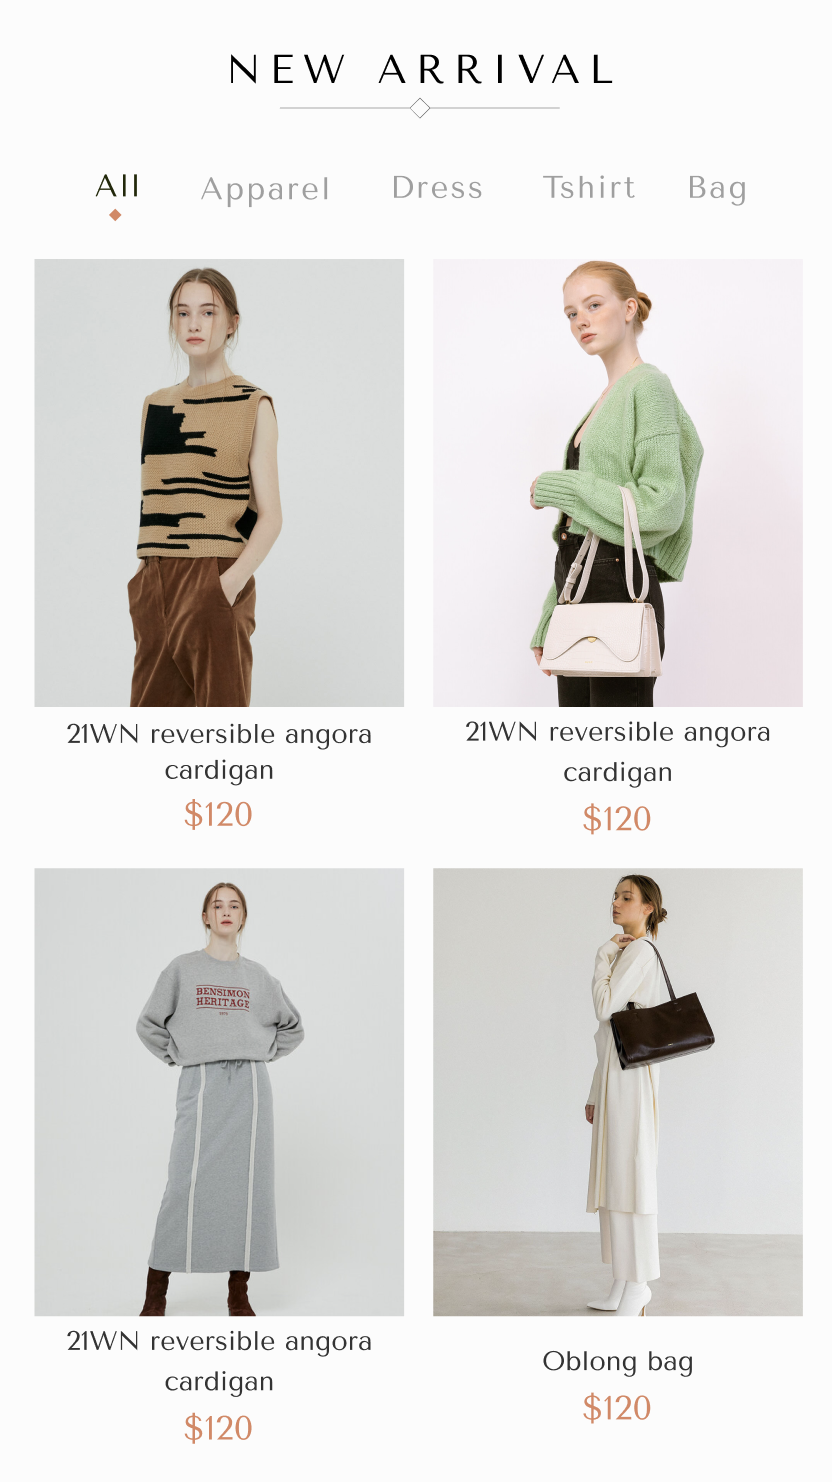 NEW ARRIVAL
All
Apparel
Dress
Tshirt
Bag
21WN reversible angora
cardigan
$120
21WN reversible angora
cardigan
$120
BENSIMON
HERITAGE
21WN reversible angora
cardigan
$120
Oblong bag
$120